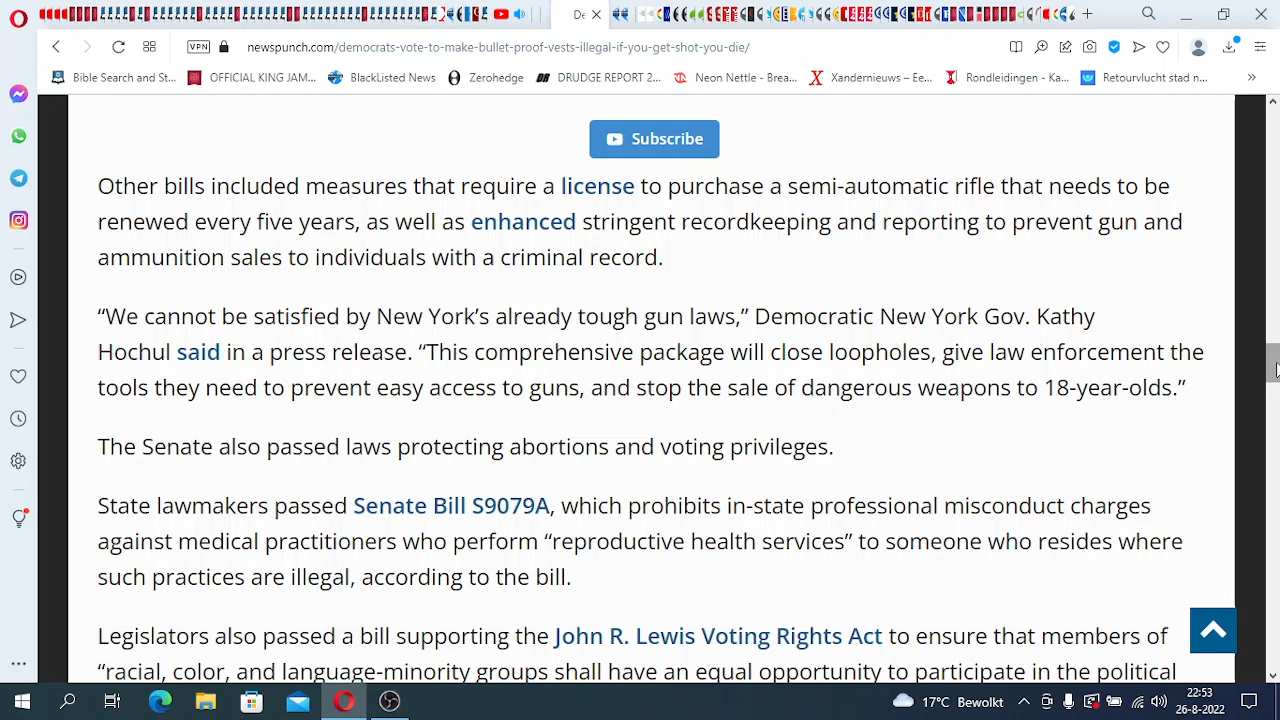 De
VPN
newspunch.com/democrats-vote-to-make-bullet-proof-vests-illegal-if-you-get-shot-you-die/
Bible Search and St...
OFFICIAL KING JAM...
BlackListed News
Zerohedge
DRUDGE REPORT 2...
Neon Nettle - Brea...
Xandernieuws – Ee...
Rondleidingen - Ka...
Retourvlucht stad n...
Subscribe
Other bills included measures that require a license to purchase a semi-automatic rifle that needs to be
renewed every five years, as well as enhanced stringent recordkeeping and reporting to prevent gun and
ammunition sales to individuals with a criminal record.
“We cannot be satisfied by New York’s already tough gun laws,” Democratic New York Gov. Kathy
Hochul said in a press release. “This comprehensive package will close loopholes, give law enforcement the
tools they need to prevent easy access to guns, and stop the sale of dangerous weapons to 18-year-olds.”
The Senate also passed laws protecting abortions and voting privileges.
State lawmakers passed Senate Bill S9079A, which prohibits in-state professional misconduct charges
against medical practitioners who perform “reproductive health services” to someone who resides where
such practices are illegal, according to the bill.
Legislators also passed a bill supporting the John R. Lewis Voting Rights Act to ensure that members of
“racial, color, and language-minority groups shall have an equal opportunity to participate in the political
17°C Bewolkt
22:53
26-8-2022